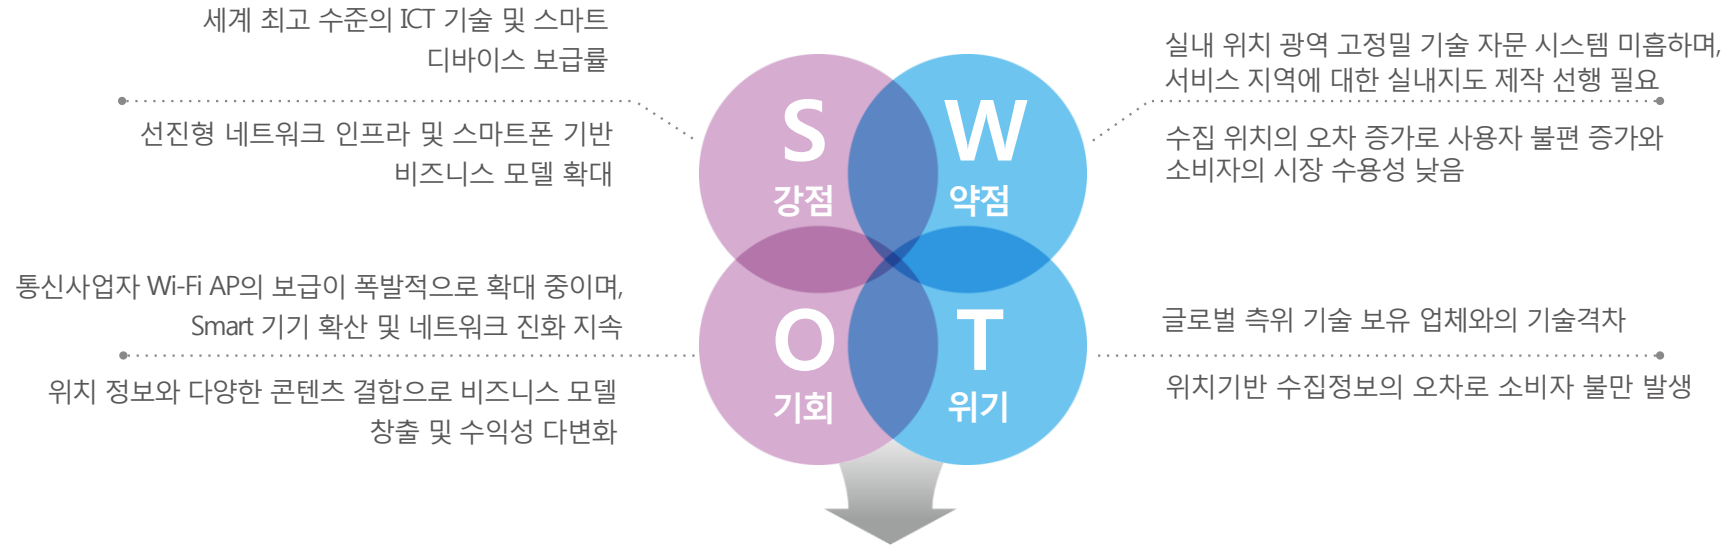 세계 최고 수준의 ICT 기술 및 스마트
디바이스 보급률
선진형 네트워크 인프라 및 스마트폰 기반
비즈니스 모델 확대
S
강점
W
약점
실내 위치 광역 고정밀 기술 자문 시스템 미흡하며,
서비스 지역에 대한 실내지도 제작 선행 필요
수집 위치의 오차 증가로 사용자 불편 증가와
소비자의 시장 수용성 낮음
통신사업자 Wi-Fi AP의 보급이 폭발적으로 확대 중이며,
Smart 기기 확산 및 네트워크 진화 지속
위치 정보와 다양한 콘텐츠 결합으로 비즈니스 모델
창출 및 수익성 다변화
O
기회
T
위기
글로벌 측위 기술 보유 업체와의 기술격차
위치기반 수집정보의 오차로 소비자 불만 발생